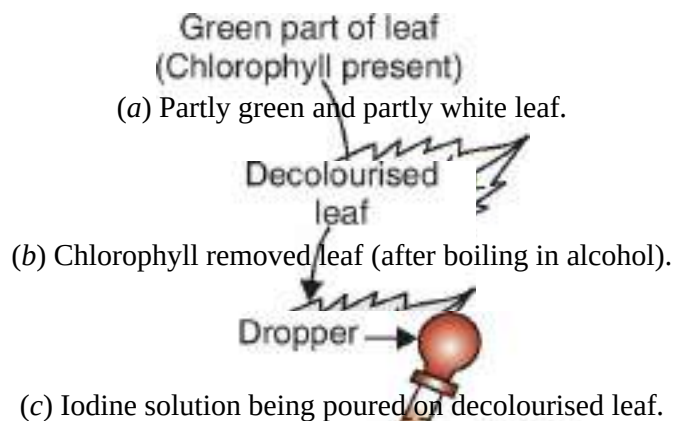 Green part of leaf
(Chlorophyll present)
(a) Partly green and partly white leaf.
Decolourised
leaf
(b) Chlorophyll removed leaf (after boiling in alcohol).
Dropper
(c) Iodine solution being poured on decolourised leaf.